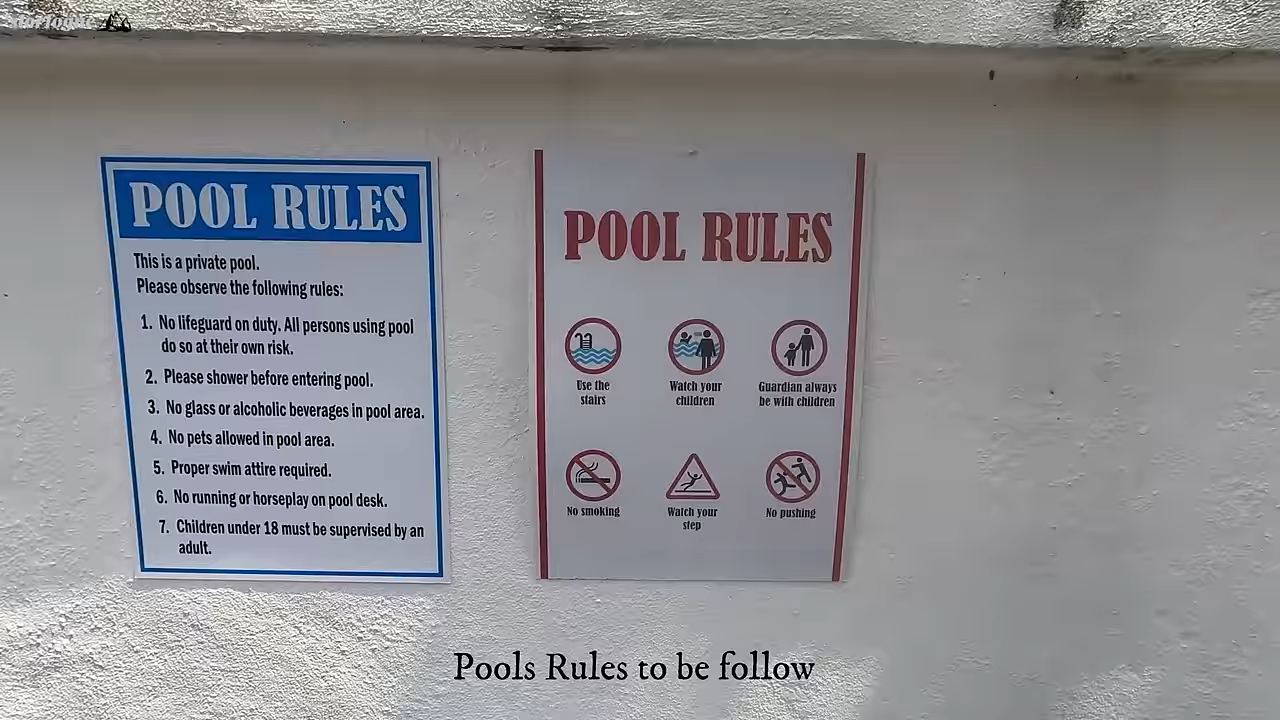 POOL RULES
This is a private pool.
Please observe the following rules:
1. No lifeguard on duty. All persons using pool
do so at their own risk.
2. Please shower before entering pool.
3. No glass or alcoholic beverages in pool area.
4. No pets allowed in pool area.
5. Proper swim attire required.
6. No running or horseplay on pool desk.
7. Children under 18 must be supervised by an
adult.
POOL RULES
Use the
stairs
Watch your
children
Guardian always
be with children
No smoking
Watch your
step
No pushing
Pools Rules to be follow